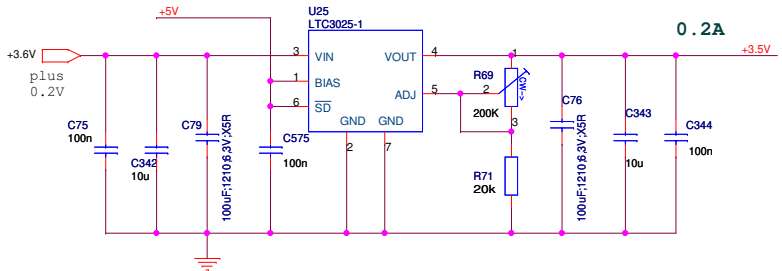 +5V
U25
LTC3025-1
0.2A
+3.6V
3
VIN
VOUT
4
1
+3.5V
plus
0.2V
1
BIAS
R69
CW->
ADJ
5
2
6
SD
200K
C76
C75
100n
C79
GND
GND
3
C343
C344
C342
10u
100uF;1210;6.3V;X5R
C575
100n
2
7
R71
20k
100uF;1210;6.3V;X5R
10u
100n